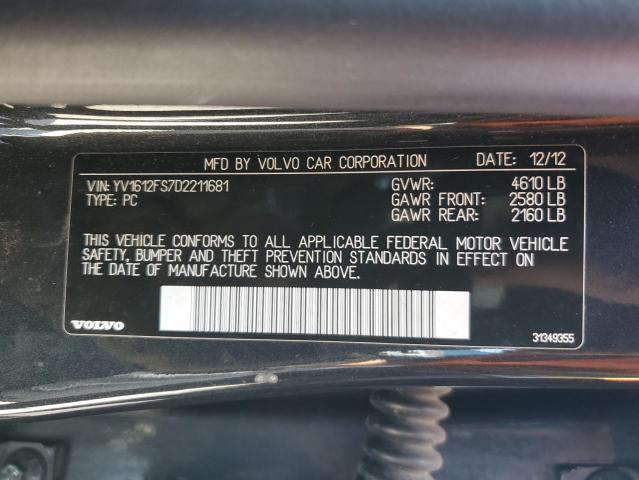 MFD BY VOLVO CAR CORPORATION DATE: 12/12
VIN: YV1612FS7D2211681 GVWR: 4610 LB
TYPE: PC GAWR FRONT: 2580 LB
GAWR REAR: 2160 LB
THIS VEHICLE CONFORMS TO ALL APPLICABLE FEDERAL MOTOR VEHICLE
SAFETY, BUMPER AND THEFT PREVENTION STANDARDS IN EFFECT ON
THE DATE OF MANUFACTURE SHOWN ABOVE.
VOLVO 31349355